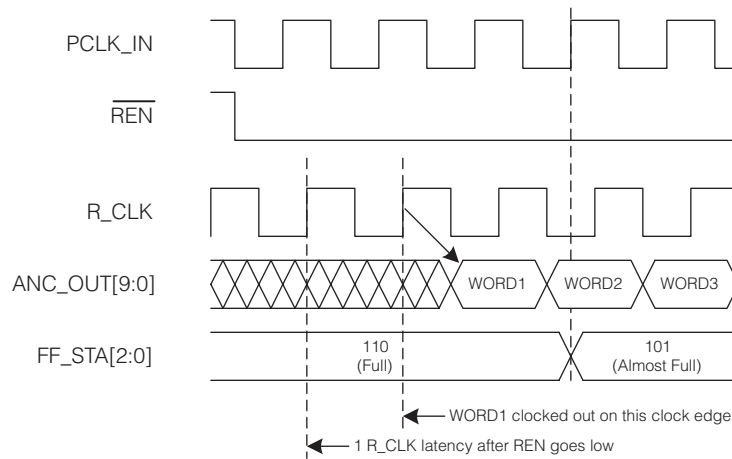 PCLK_IN
REN
R_CLK
ANC_OUT[9:0]
WORD1
WORD2
WORD3
FF_STA[2:0]
110
(Full)
101
(Almost Full)
WORD1 clocked out on this clock edge
1 R_CLK latency after REN goes low